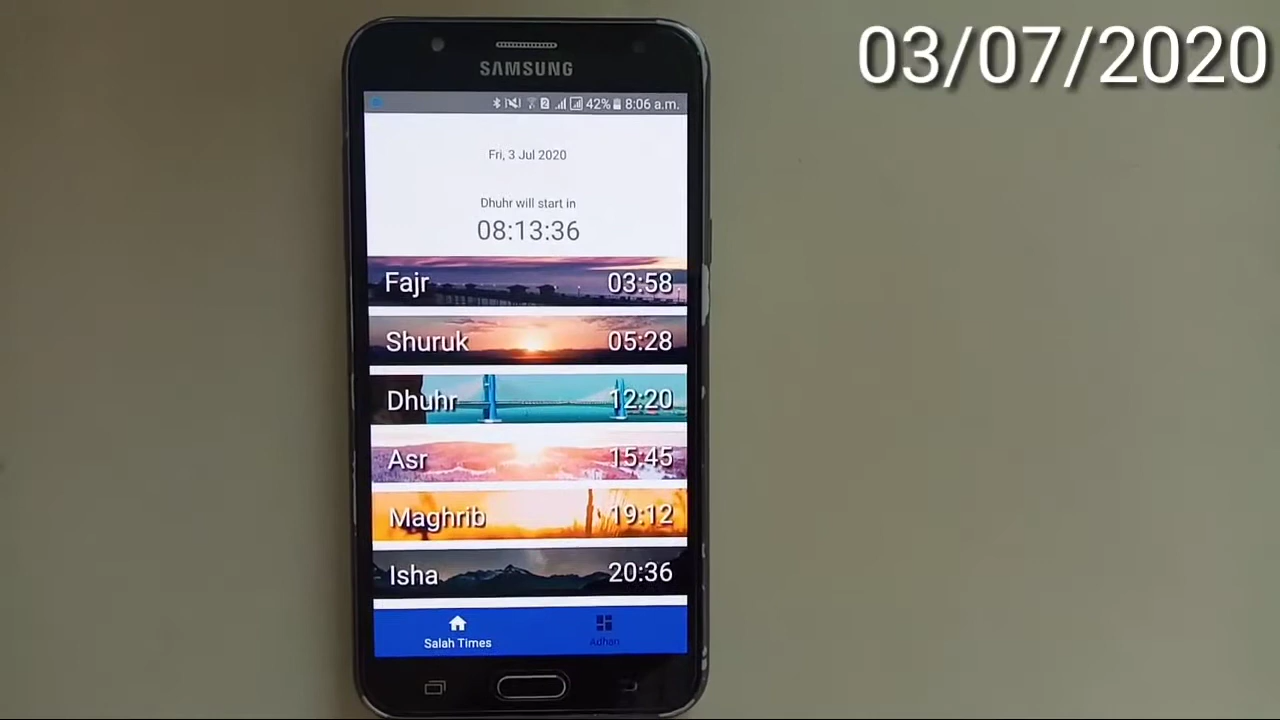 03/07/2020
SAMSUNG
42% 8:06 a.m.
Fri, 3 Jul 2020
Dhuhr will start in
08:13:36
Fajr 03:58
Shuruk 05:28
Dhuhr 12:20
Asr 15:45
Maghrib 19:12
Isha 20:36
Salah Times Adhan